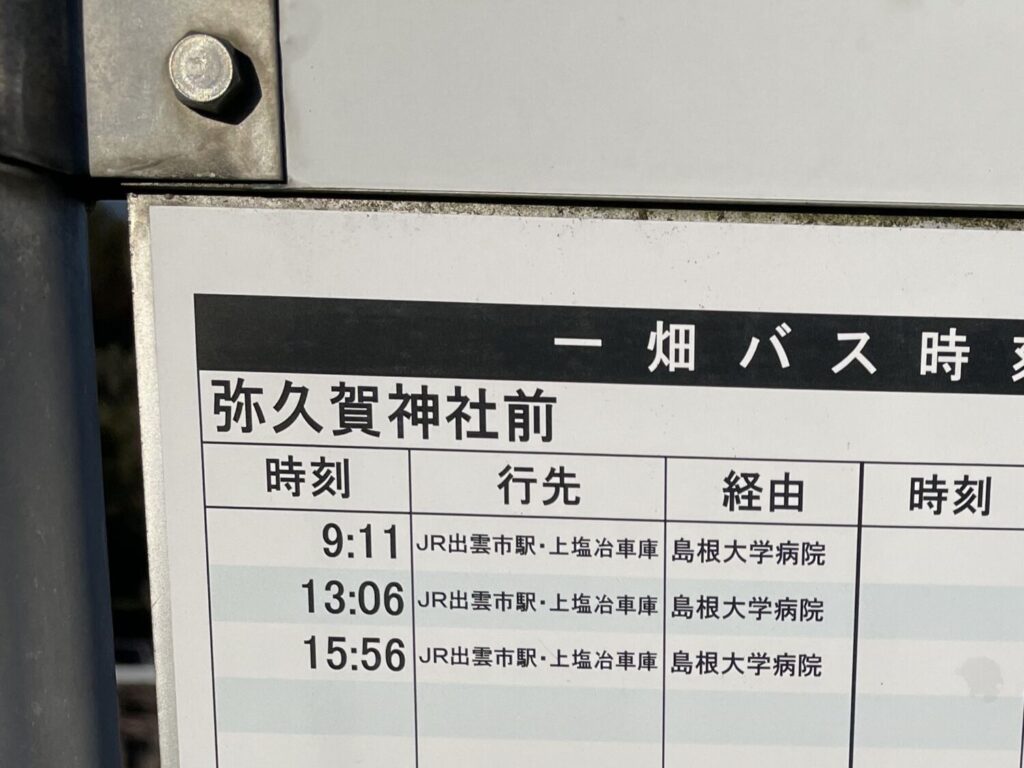 一畑バス時刻
弥久賀神社前
時刻 行先 経由 時刻
9:11 JR出雲市駅・上塩冶車庫 島根大学病院
13:06 JR出雲市駅・上塩冶車庫 島根大学病院
15:56 JR出雲市駅・上塩冶車庫 島根大学病院